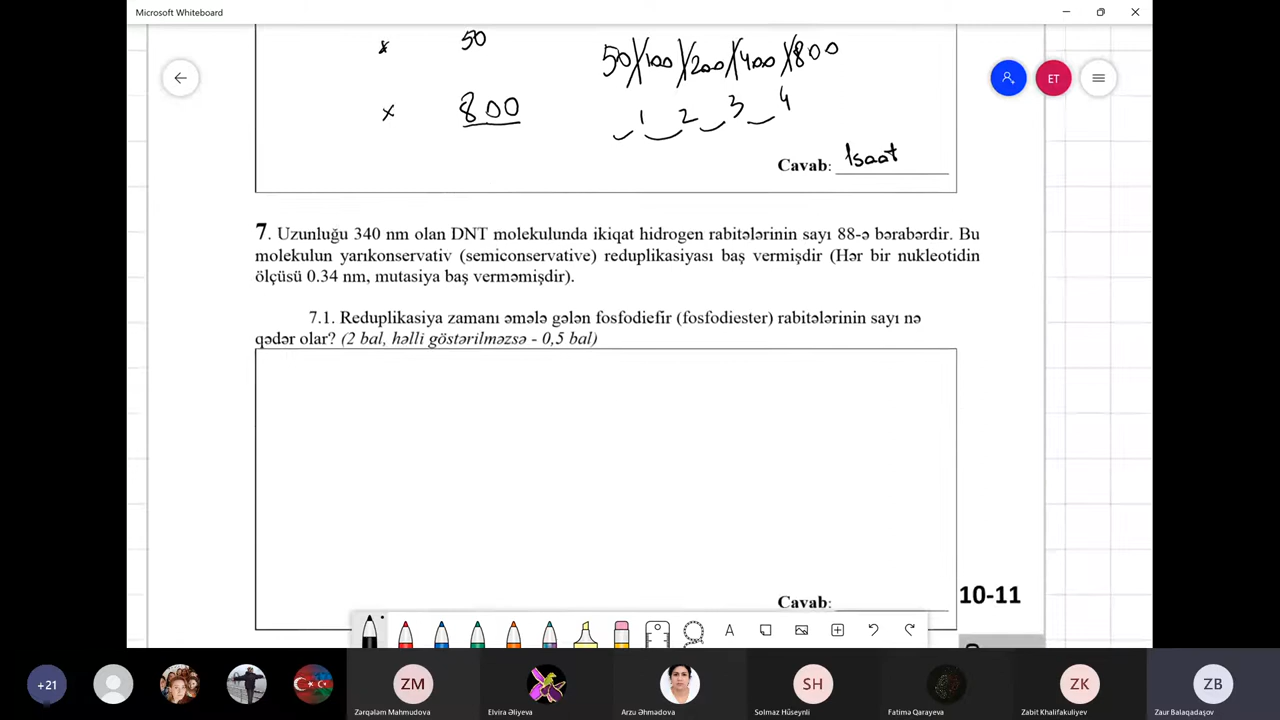 Microsoft Whiteboard
x 50
50/100/200/400/800
x 800
1 2 3 4
ET
Cavab: 1saat
7. Uzunluğu 340 nm olan DNT molekulunda ikiqat hidrogen rabitələrinin sayı 88-ə bərabərdir. Bu
molekulun yarıkonservativ (semiconservative) reduplikasiyası baş vermişdir (Hər bir nukleotidin
ölçüsü 0.34 nm, mutasiya baş verməmişdir).
7.1. Reduplikasiya zamanı əmələ gələn fosfodiefir (fosfodiester) rabitələrinin sayı nə
qədər olar? (2 bal, həlli göstərilməzsə - 0,5 bal)
Cavab:
10-11
A
+21
ZM
SH
ZK
ZB
Zərqələm Mahmudova
Elvira Əliyeva
Arzu Əhmədova
Solmaz Hüseynli
Fatimə Qarayeva
Zabit Khalifakuliyev
Zaur Balaqadaşov